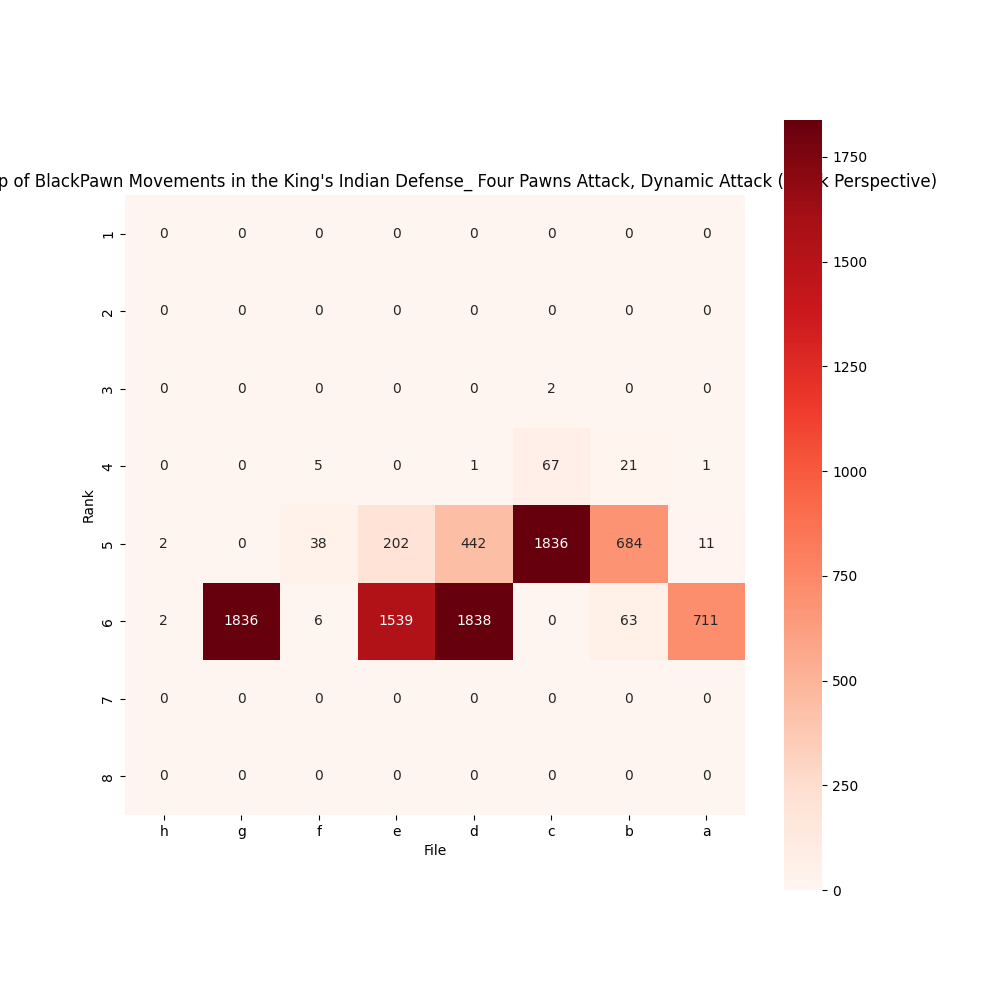 p of BlackPawn Movements in the King's Indian Defense_ Four Pawns Attack, Dynamic Attack ( k Perspective)
1 0 0 0 0 0 0 0 0
2 0 0 0 0 0 0 0 0
3 0 0 0 0 0 2 0 0
4 0 0 5 0 1 67 21 1
5 2 0 38 202 442 1836 684 11
6 2 1836 6 1539 1838 0 63 711
7 0 0 0 0 0 0 0 0
8 0 0 0 0 0 0 0 0
h g f e d c b a
File
Rank
1750
1500
1250
1000
750
500
250
0